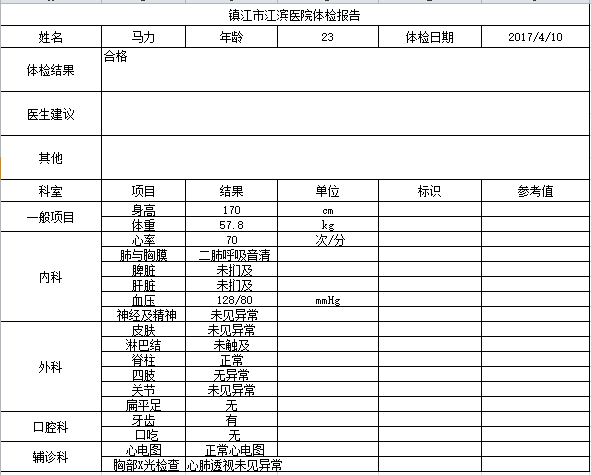 镇江市江滨医院体检报告
姓名 马力 年龄 23 体检日期 2017/4/10
体检结果 合格
医生建议
其他
科室 项目 结果 单位 标识 参考值
一般项目 身高 170 cm
体重 57.8 kg
内科 心率 70 次/分
肺与胸膜 二肺呼吸音清
脾脏 未扪及
肝脏 未扪及
血压 128/80 mmHg
神经及精神 未见异常
外科 皮肤 未见异常
淋巴结 未触及
脊柱 正常
四肢 无异常
关节 未见异常
扁平足 无
口腔科 牙齿 有
口吃 无
辅诊科 心电图 正常心电图
胸部X光检查 心肺透视未见异常